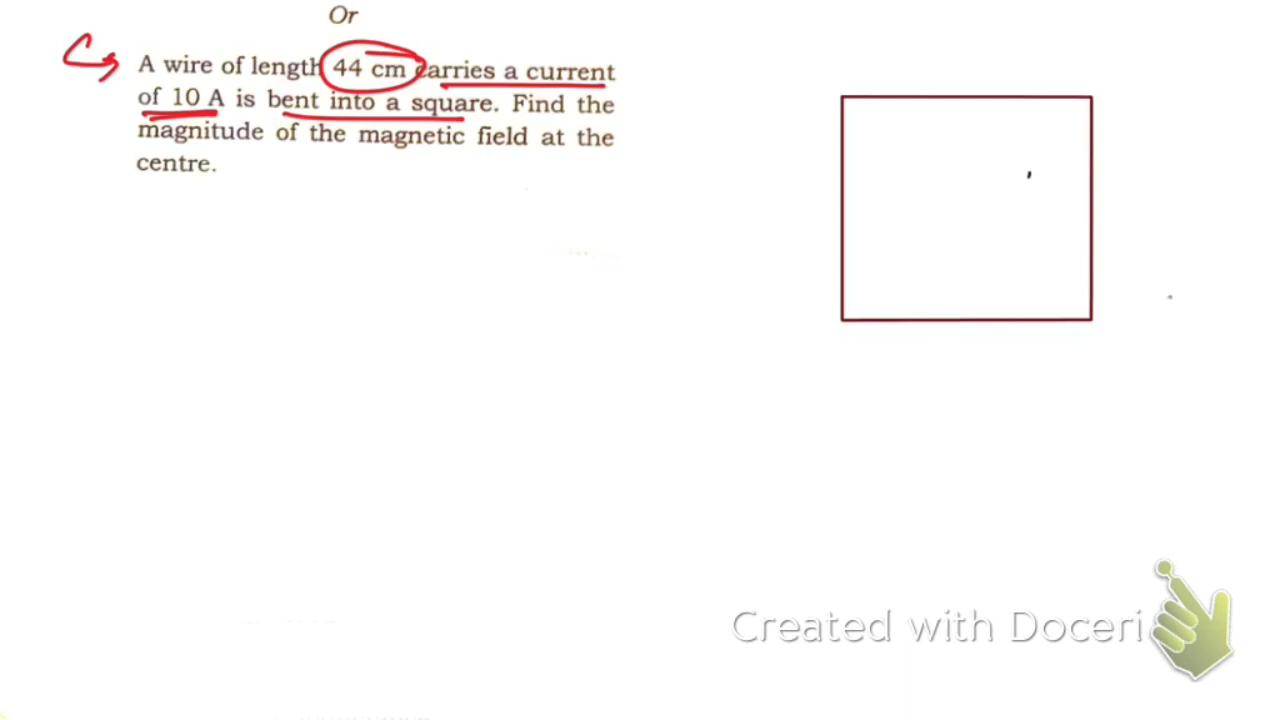 Or
A wire of length 44 cm carries a current
of 10 A is bent into a square. Find the
magnitude of the magnetic field at the
centre.
Created with Doceri